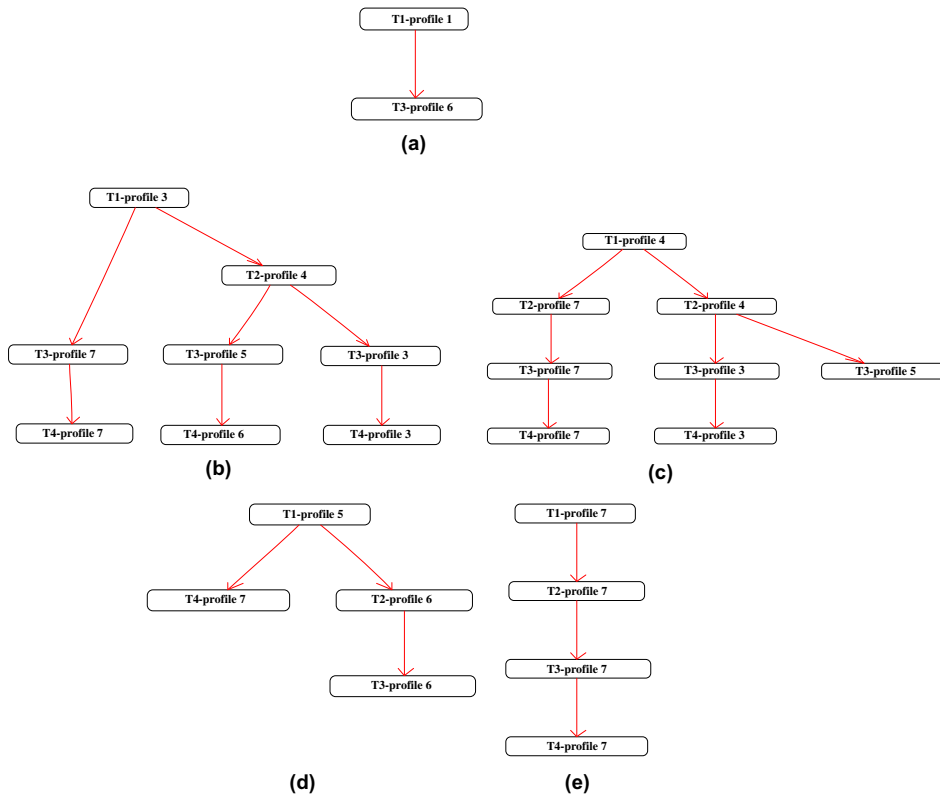 T1-profile 1
T3-profile 6
(a)
T1-profile 3
T2-profile 4
T3-profile 7
T3-profile 5
T3-profile 3
T4-profile 7
T4-profile 6
T4-profile 3
(b)
T1-profile 4
T2-profile 7
T2-profile 4
T3-profile 7
T3-profile 3
T3-profile 5
T4-profile 7
T4-profile 3
(c)
T1-profile 5
T4-profile 7
T2-profile 6
T3-profile 6
(d)
T1-profile 7
T2-profile 7
T3-profile 7
T4-profile 7
(e)